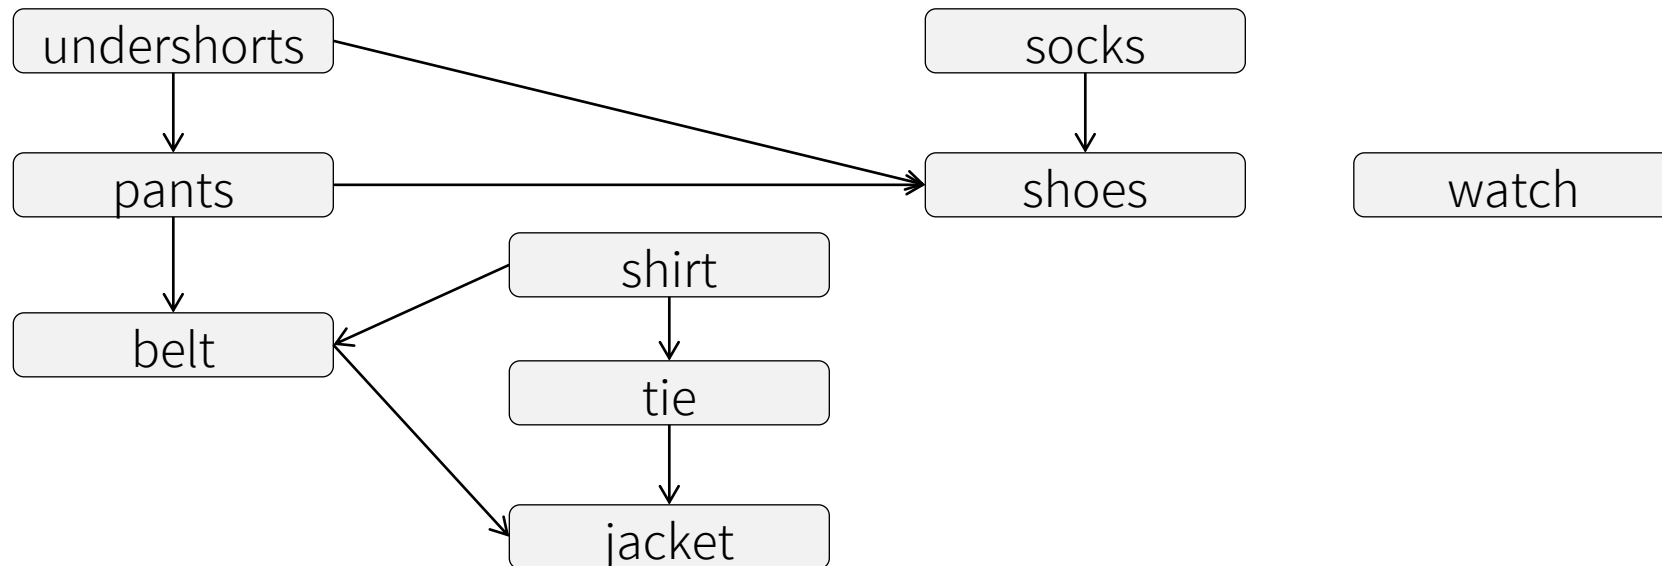 undershorts
socks
pants
shoes
watch
shirt
belt
tie
jacket